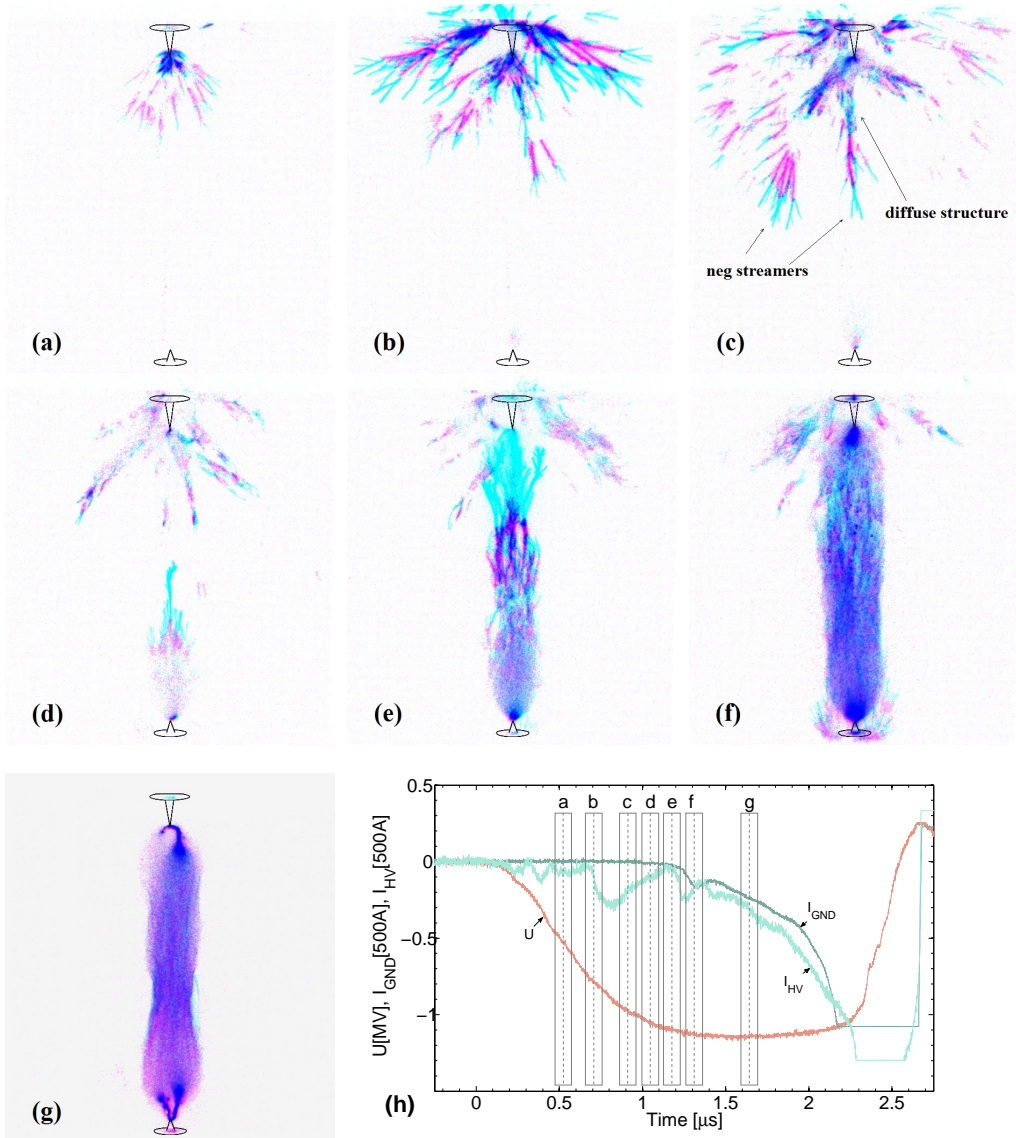 (a)
(b)
(c)
diffuse structure
neg streamers
(d)
(e)
(f)
(g)
(h)
a b c d e f g
0.5
0
−0.5
−1
U[MV], I_GND[500A], I_HV[500A]
U
I_GND
I_HV
0 0.5 1 1.5 2 2.5
Time [μs]